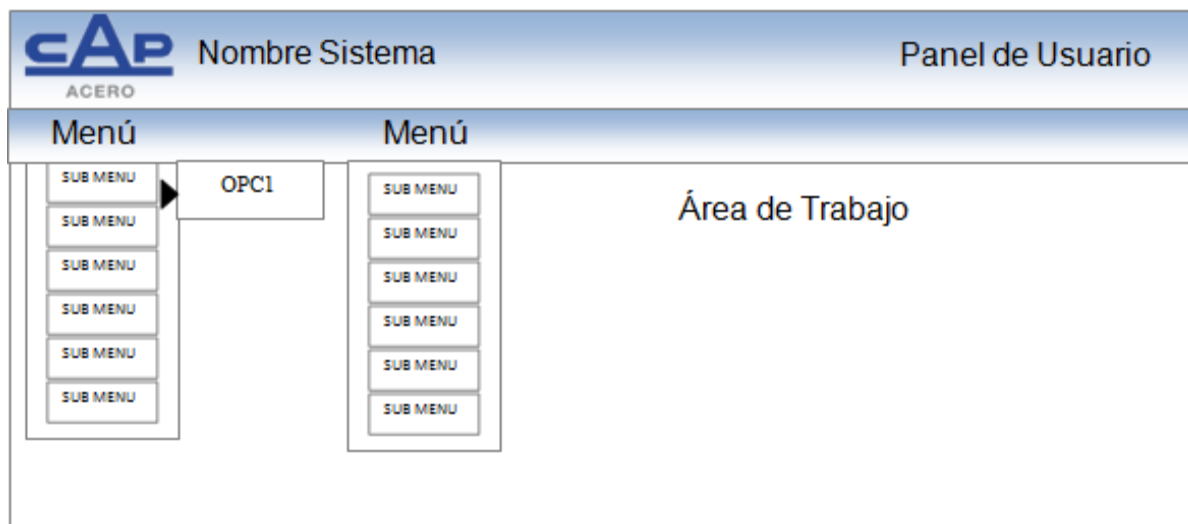 CAP
ACERO
Nombre Sistema
Panel de Usuario
Menú
Menú
SUB MENU
OPC1
SUB MENU
SUB MENU
SUB MENU
SUB MENU
SUB MENU
SUB MENU
SUB MENU
SUB MENU
SUB MENU
SUB MENU
SUB MENU
Área de Trabajo